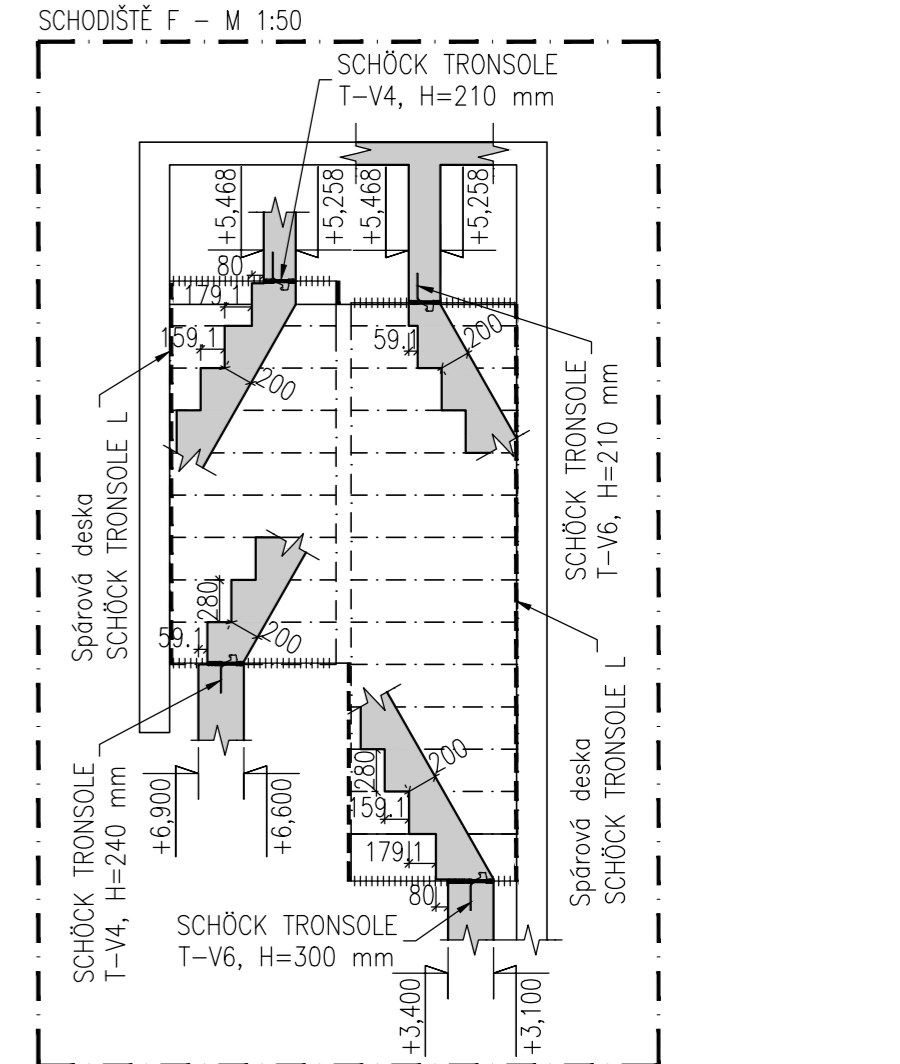 SCHODIŠTĚ F – M 1:50
SCHÖCK TRONSOLE
T–V4, H=210 mm
+5,468
+5,258
+5,468
+5,258
80
179.1
159.1
200
59.1
200
SCHÖCK TRONSOLE
T–V6, H=210 mm
Spárová deska
SCHÖCK TRONSOLE L
280
59.1
200
SCHÖCK TRONSOLE
T–V4, H=240 mm
+6,900
+6,600
280
200
159.1
179.1
80
Spárová deska
SCHÖCK TRONSOLE L
SCHÖCK TRONSOLE
T–V6, H=300 mm
+3,400
+3,100